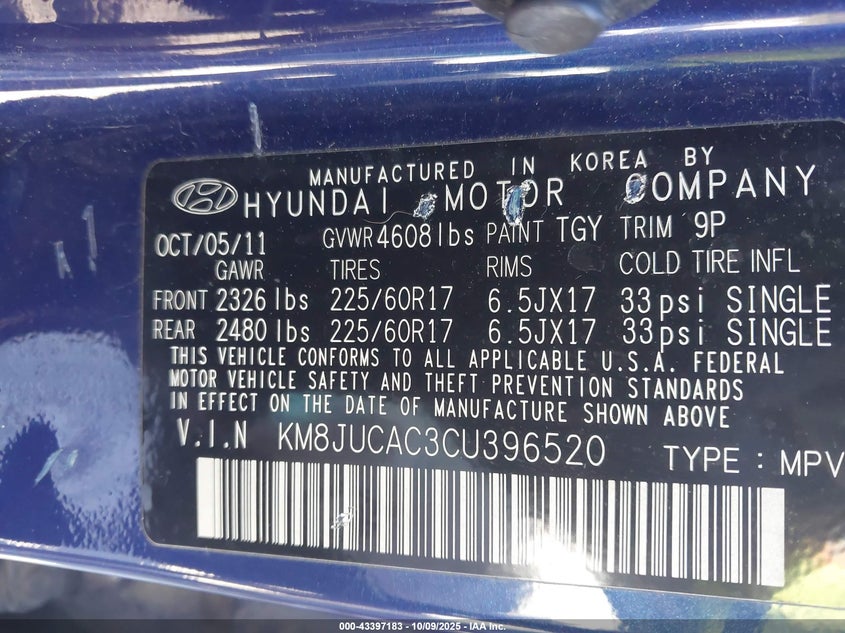 MANUFACTURED IN KOREA BY
HYUNDAI MOTOR COMPANY
OCT/05/11 GVWR 4608 lbs PAINT TGY TRIM 9P
GAWR TIRES RIMS COLD TIRE INFL
FRONT 2326 lbs 225/60R17 6.5JX17 33 psi SINGLE
REAR 2480 lbs 225/60R17 6.5JX17 33 psi SINGLE
THIS VEHICLE CONFORMS TO ALL APPLICABLE U.S.A. FEDERAL
MOTOR VEHICLE SAFETY AND THEFT PREVENTION STANDARDS
IN EFFECT ON THE DATE OF MANUFACTURE SHOWN ABOVE
V.I.N KM8JUCAC3CU396520 TYPE : MPV
000-43397183 - 10/09/2025 - IAA Inc.